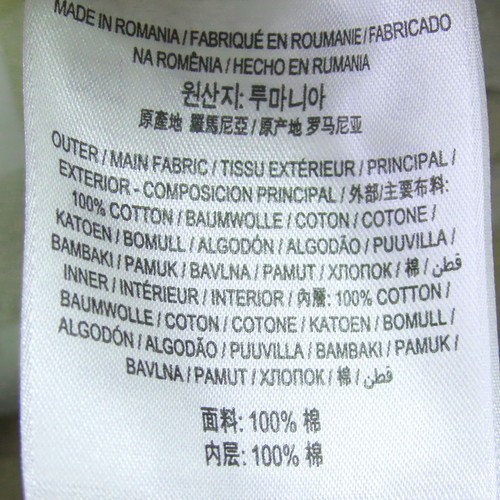 MADE IN ROMANIA / FABRIQUÉ EN ROUMANIE / FABRICADO
NA ROMÊNIA / HECHO EN RUMANIA
원산지: 루마니아
原產地 羅馬尼亞 / 原产地 罗马尼亚
OUTER / MAIN FABRIC / TISSU EXTÉRIEUR / PRINCIPAL /
EXTERIOR - COMPOSICION PRINCIPAL / 外部/主要布料:
100% COTTON / BAUMWOLLE / COTON / COTONE /
KATOEN / BOMULL / ALGODÓN / ALGODÃO / PUUVILLA /
BAMBAKI / PAMUK / BAVLNA / PAMUT / ХЛОПОК / 棉 / قطن
INNER / INTÉRIEUR / INTERIOR / 內層: 100% COTTON /
BAUMWOLLE / COTON / COTONE / KATOEN / BOMULL /
ALGODÓN / ALGODÃO / PUUVILLA / BAMBAKI / PAMUK /
BAVLNA / PAMUT / ХЛОПОК / 棉 / قطن
面料: 100% 棉
内层: 100% 棉